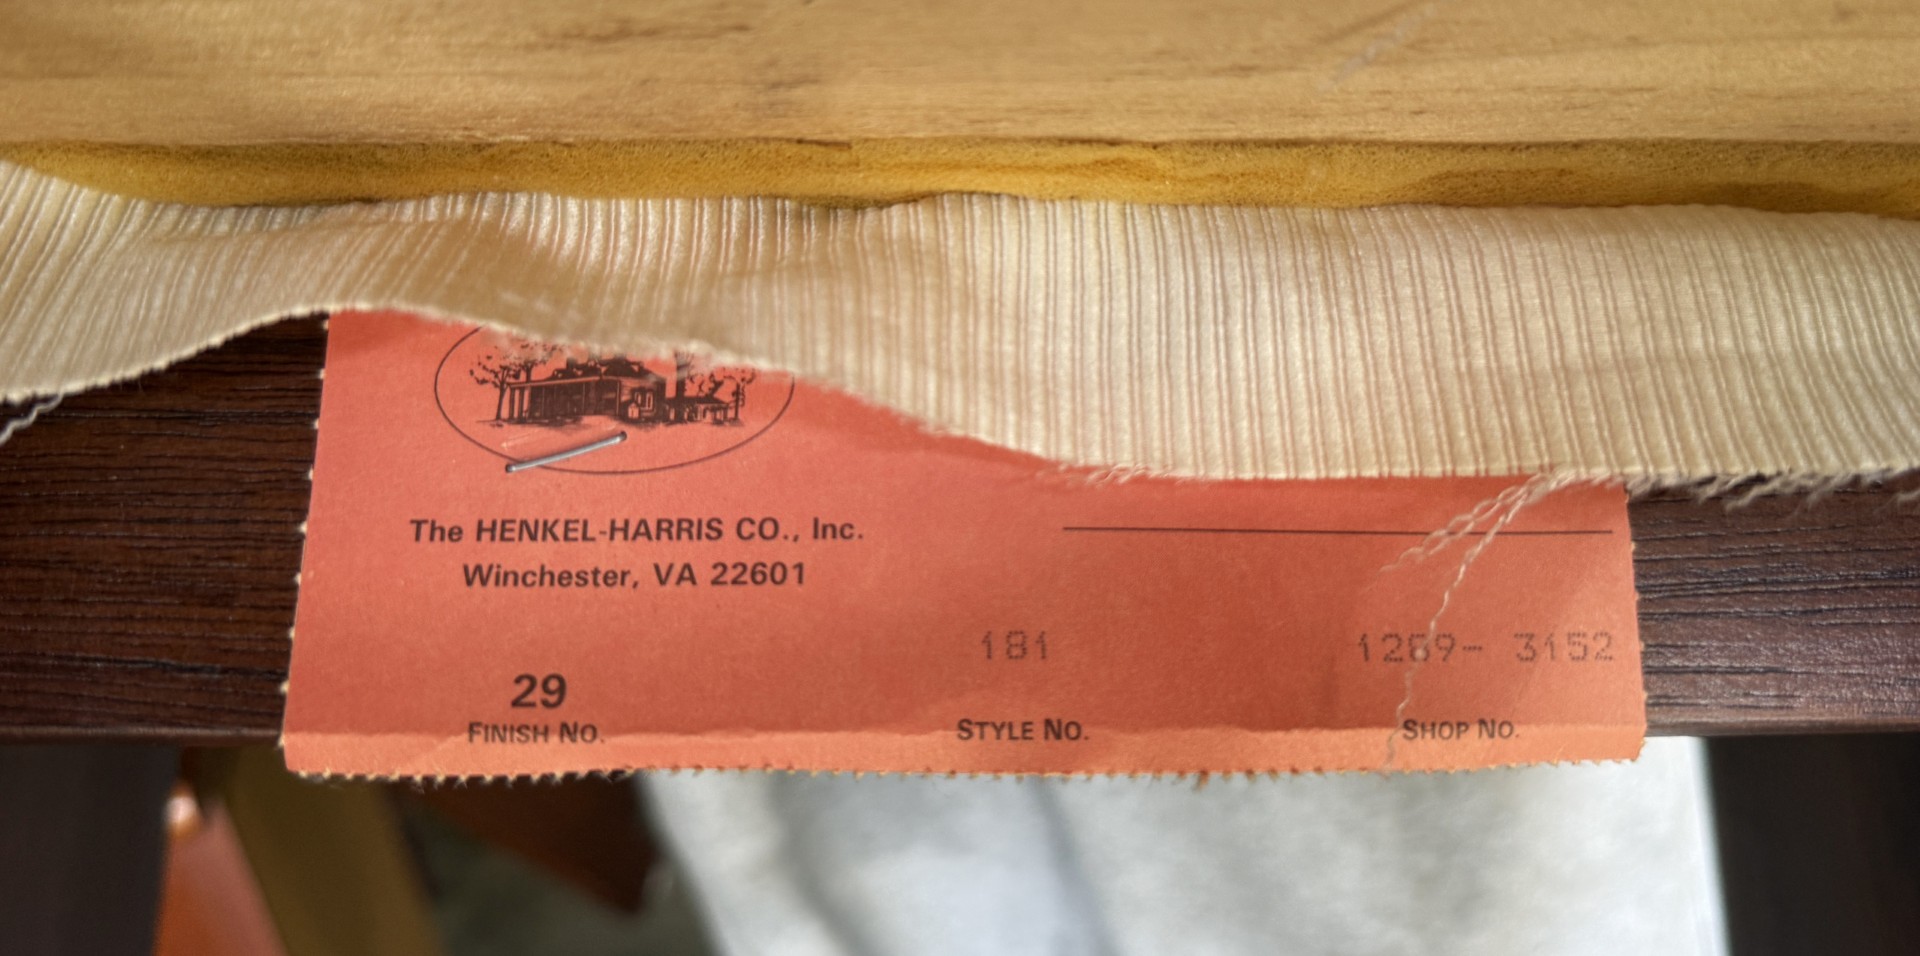 The HENKEL-HARRIS CO., Inc.
Winchester, VA 22601
181
1269- 3152
29
FINISH NO.
STYLE NO.
SHOP NO.